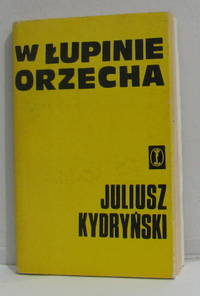 W ŁUPINIE
ORZECHA
JULIUSZ
KYDRYŃSKI